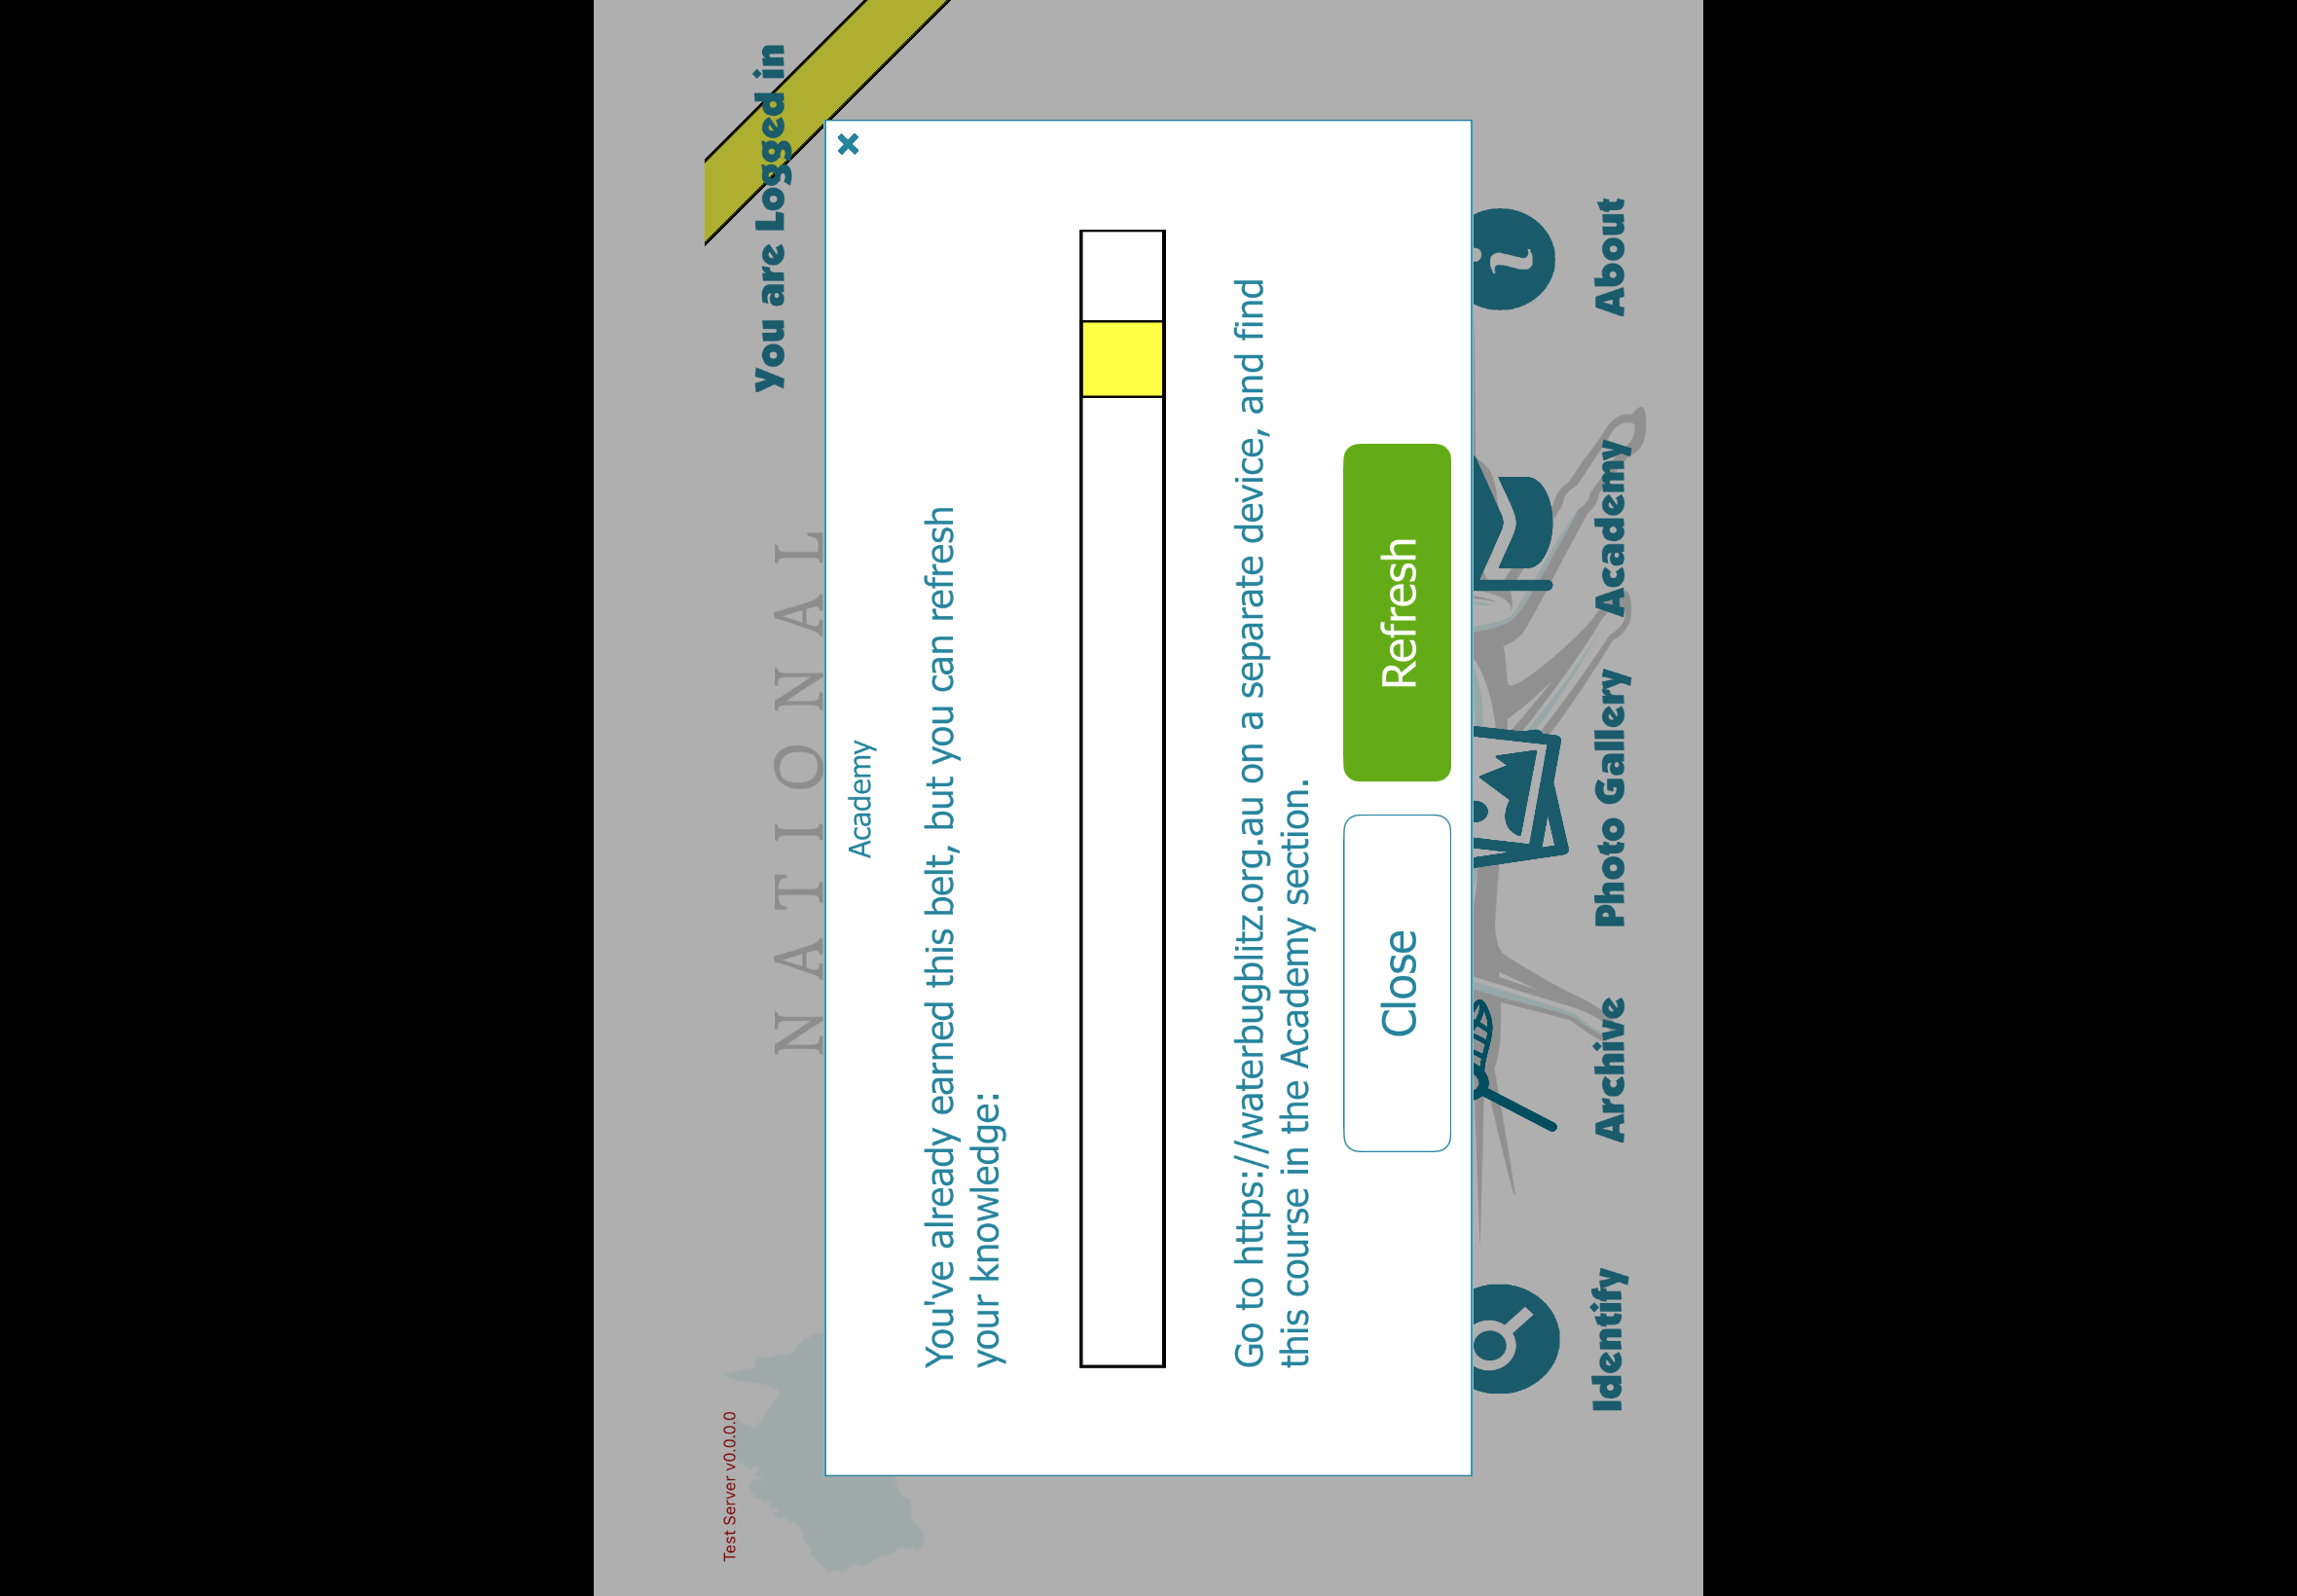 Test Server v0.0.0.0
You are Logged in
NATIONAL
Academy
You've already earned this belt, but you can refresh
your knowledge:
Go to https://waterbugblitz.org.au on a separate device, and find
this course in the Academy section.
Close
Refresh
Identify
Archive
Photo Gallery
Academy
About